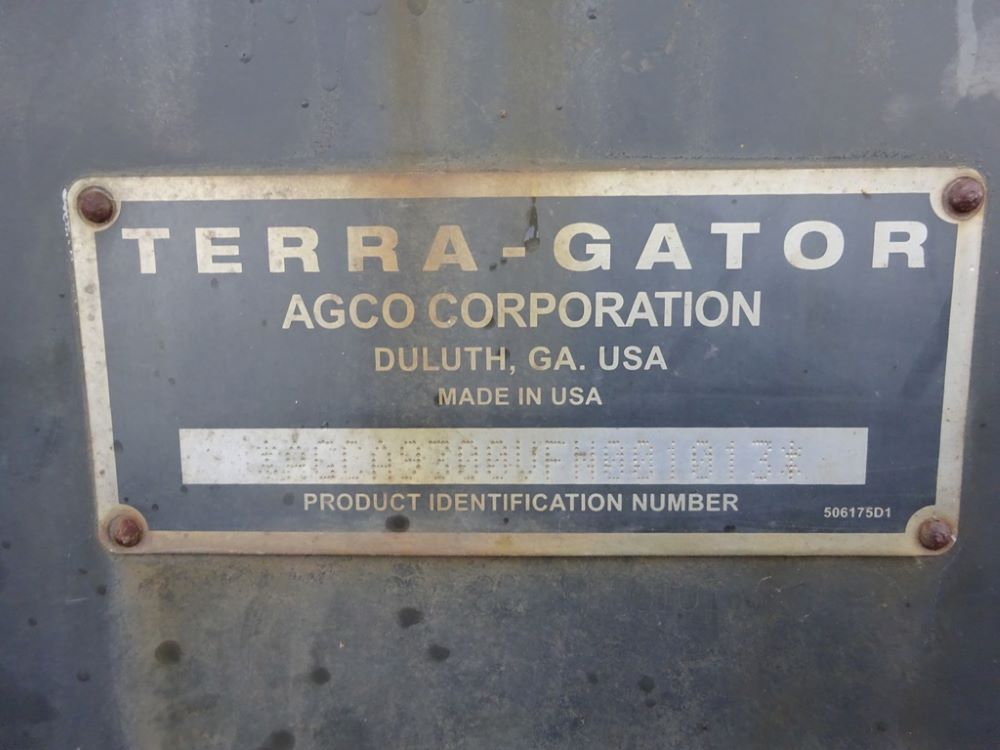 TERRA-GATOR
AGCO CORPORATION
DULUTH, GA. USA
MADE IN USA
PRODUCT IDENTIFICATION NUMBER
506175D1